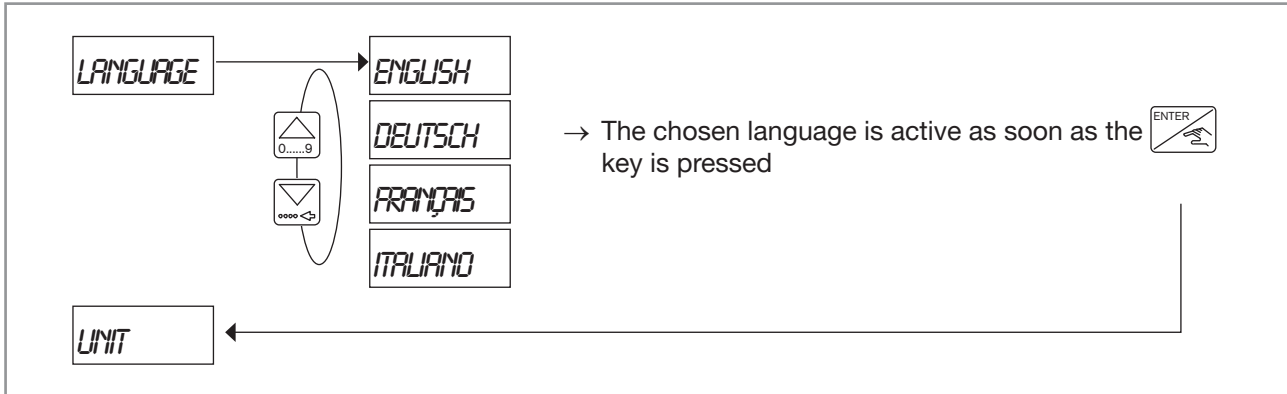 LANGUAGE
ENGLISH
0......9
DEUTSCH
→ The chosen language is active as soon as the
ENTER
key is pressed
FRANÇAIS
ITALIANO
UNIT